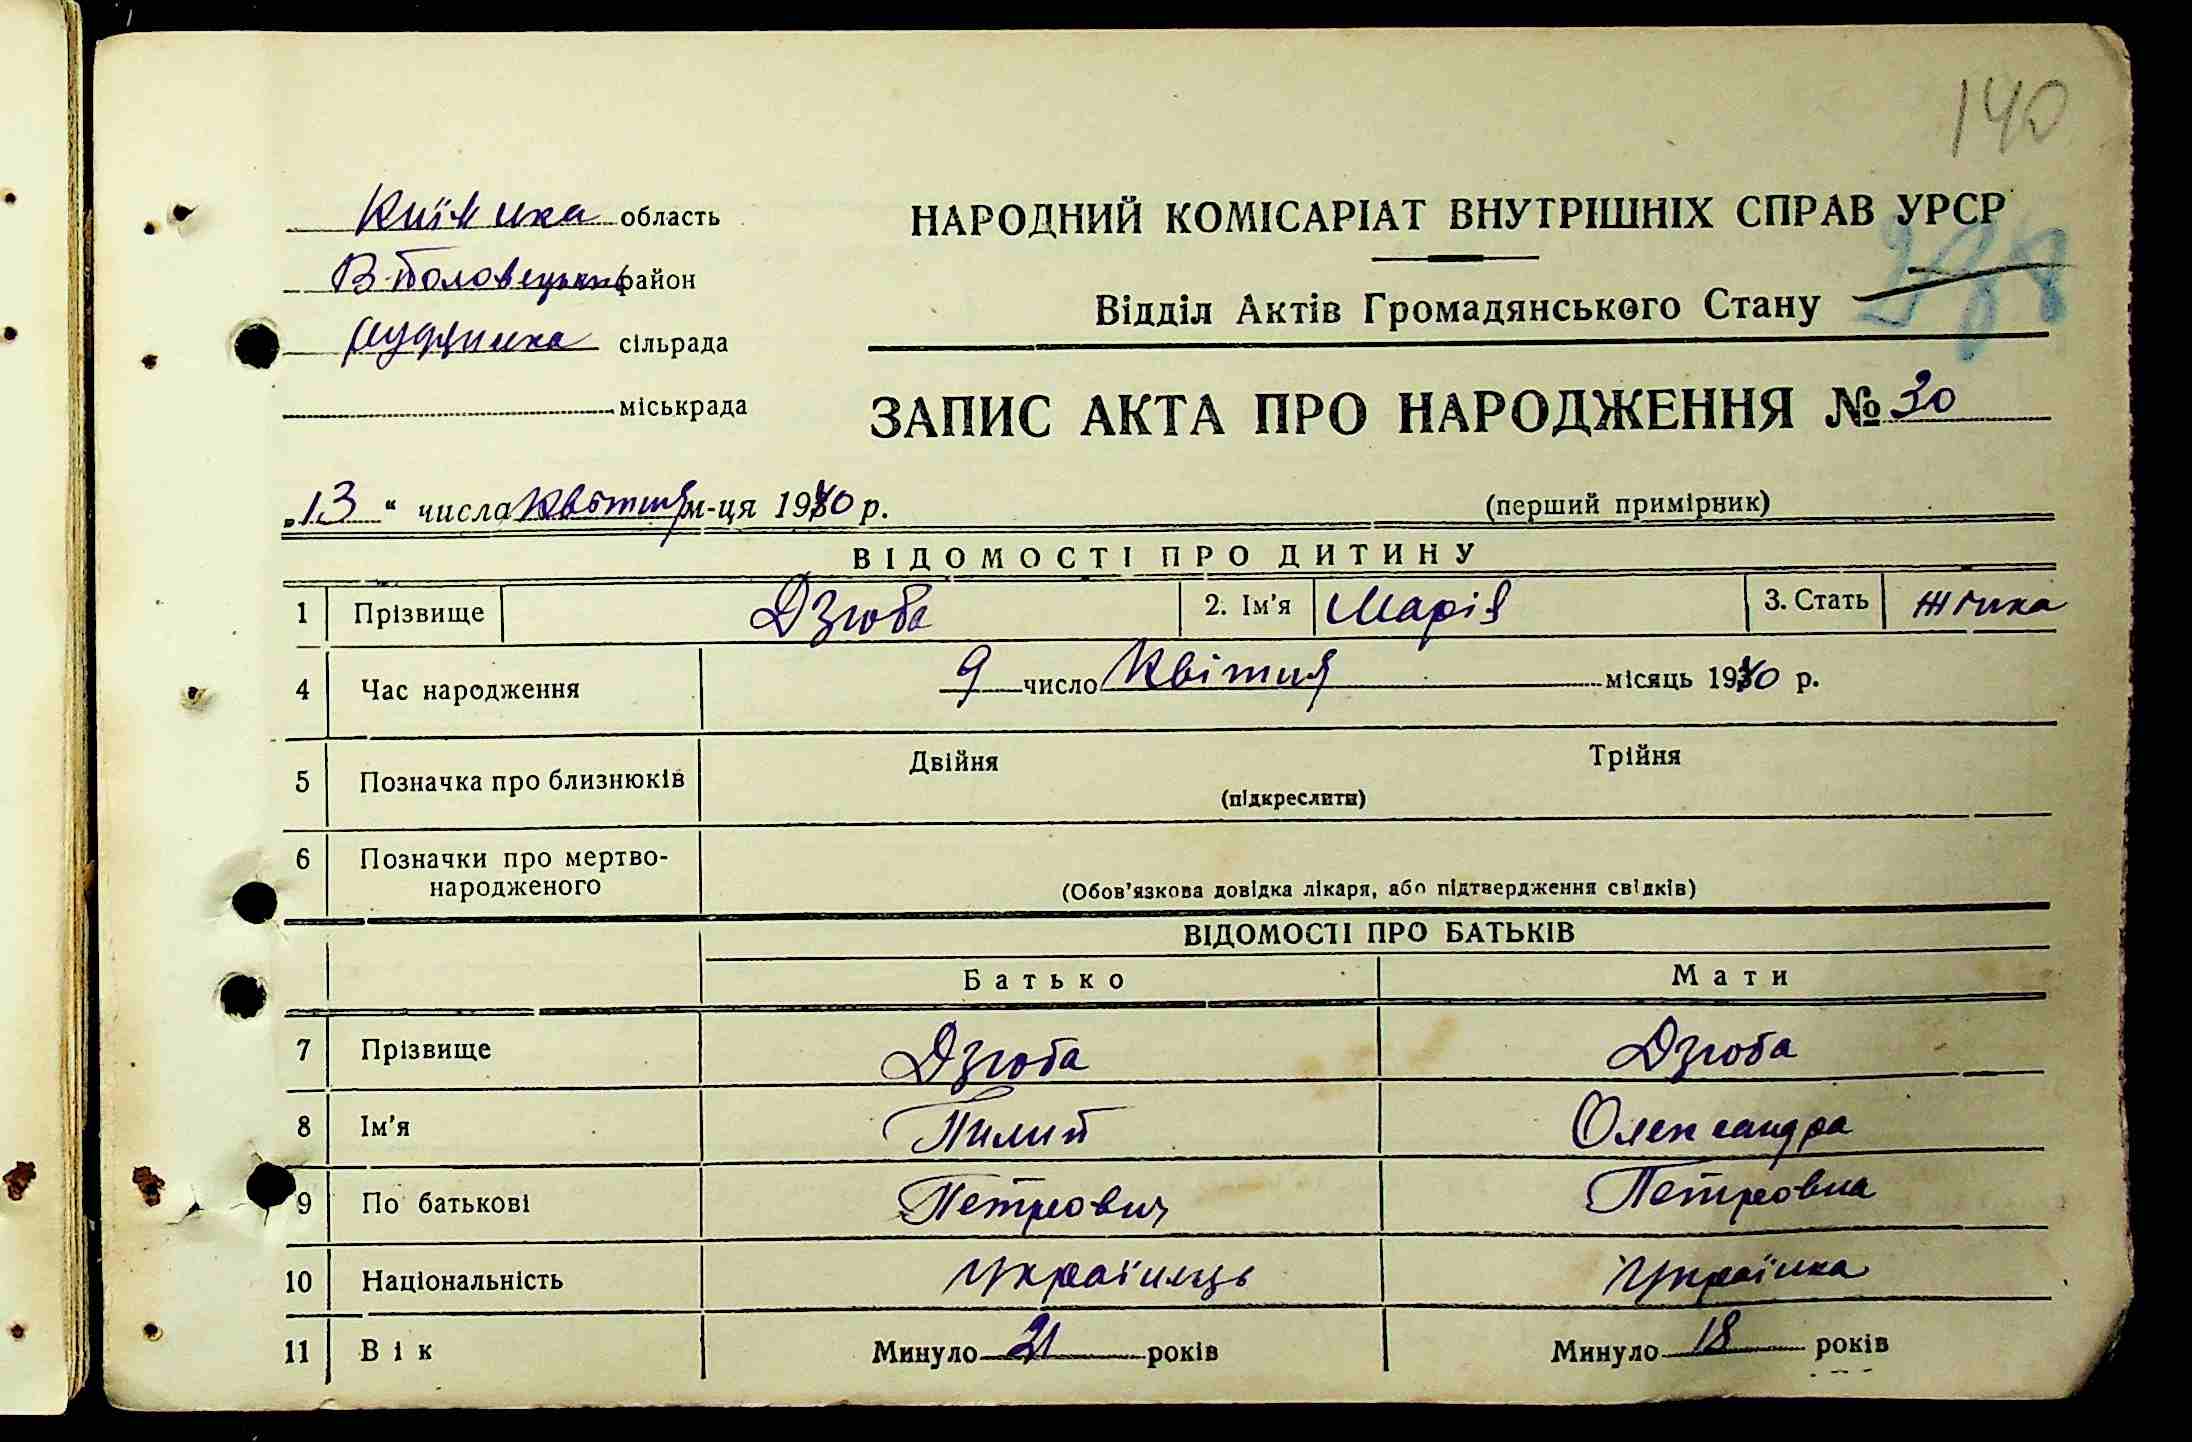 140
Київська область
В-Половецький район
сільрада
міськрада
НАРОДНИЙ КОМІСАРІАТ ВНУТРІШНІХ СПРАВ УРСР
Відділ Актів Громадянського Стану
ЗАПИС АКТА ПРО НАРОДЖЕННЯ № 30
„13“ числа Квітня м-ця 1940 р.
(перший примірник)
ВІДОМОСТІ ПРО ДИТИНУ
1 Прізвище Дзюба 2. Ім'я Марія 3. Стать жінка
4 Час народження 9 число Квітня місяць 1940 р.
5 Позначка про близнюків Двійня Трійня
(підкреслити)
6 Позначки про мертво-
народженого
(Обов'язкова довідка лікаря, або підтвердження свідків)
ВІДОМОСТІ ПРО БАТЬКІВ
Батько Мати
7 Прізвище Дзюба Дзюба
8 Ім'я Пилип Олександра
9 По батькові Петрович Петровна
10 Національність Українець Українка
11 Вік Минуло 21 років Минуло 18 років